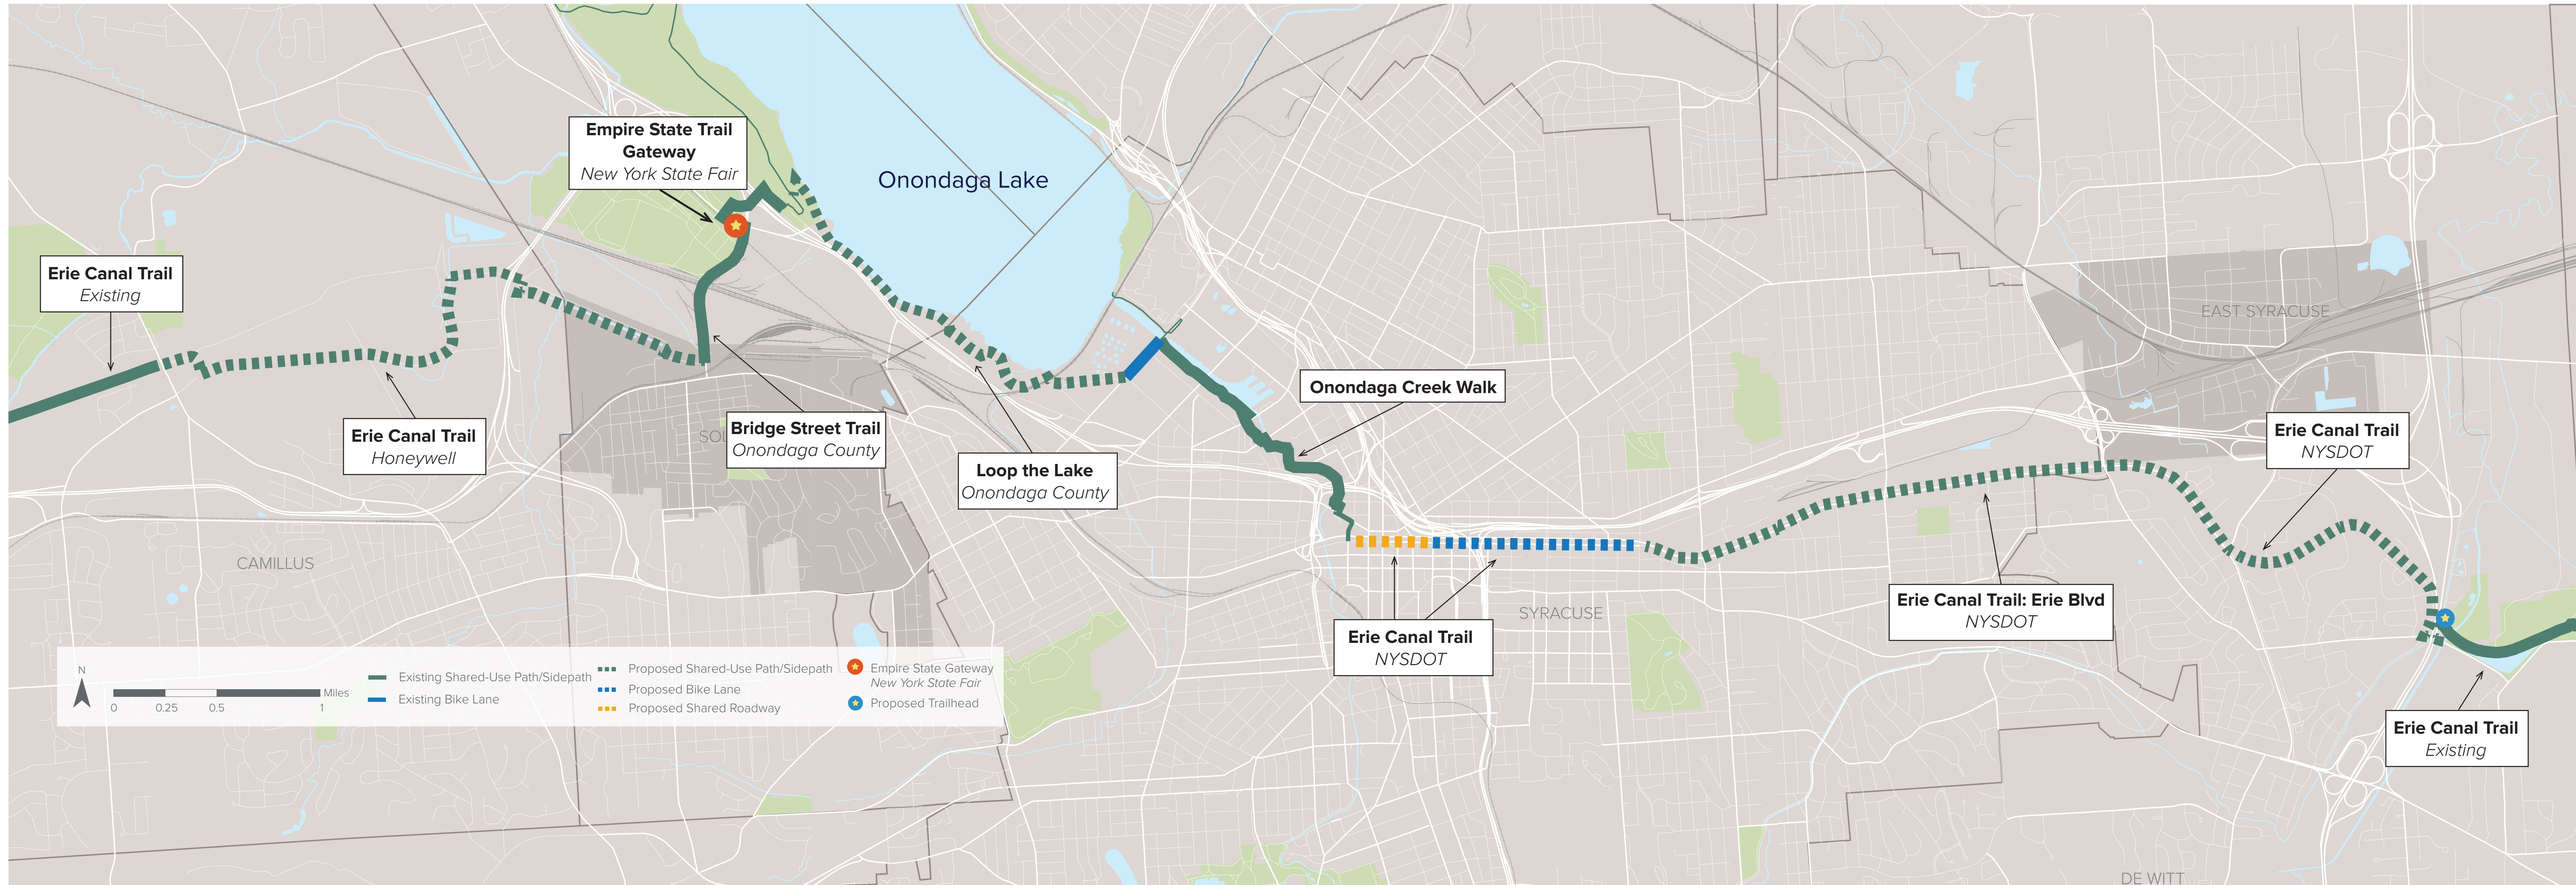 Empire State Trail
Gateway
New York State Fair
Onondaga Lake
Erie Canal Trail
Existing
EAST SYRACUSE
Onondaga Creek Walk
Erie Canal Trail
Honeywell
Bridge Street Trail
Onondaga County
SOL
Loop the Lake
Onondaga County
Erie Canal Trail
NYSDOT
CAMILLUS
SYRACUSE
Erie Canal Trail: Erie Blvd
NYSDOT
Erie Canal Trail
NYSDOT
Erie Canal Trail
Existing
DE WITT
N
0 0.25 0.5 1 Miles
Existing Shared-Use Path/Sidepath
Existing Bike Lane
Proposed Shared-Use Path/Sidepath
Proposed Bike Lane
Proposed Shared Roadway
Empire State Gateway
New York State Fair
Proposed Trailhead